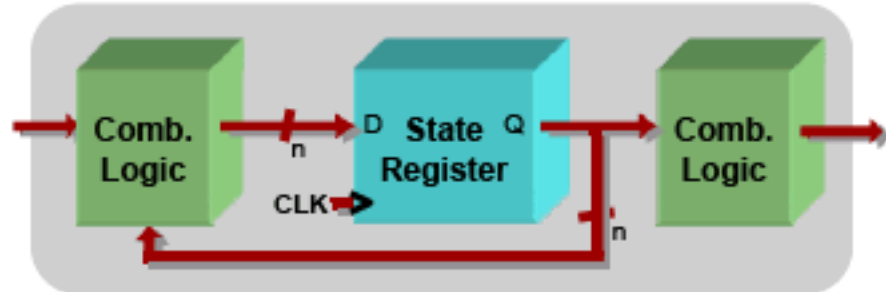 Comb.
Logic
n
D
State
Register
Q
CLK
n
Comb.
Logic